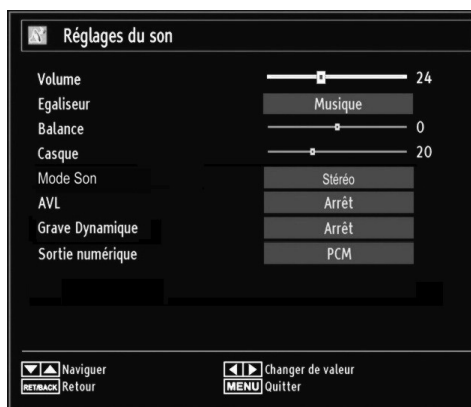 Réglages du son
Volume 24
Egaliseur Musique
Balance 0
Casque 20
Mode Son Stéréo
AVL Arrêt
Grave Dynamique Arrêt
Sortie numérique PCM
Naviguer Changer de valeur
RET/BACK Retour MENU Quitter